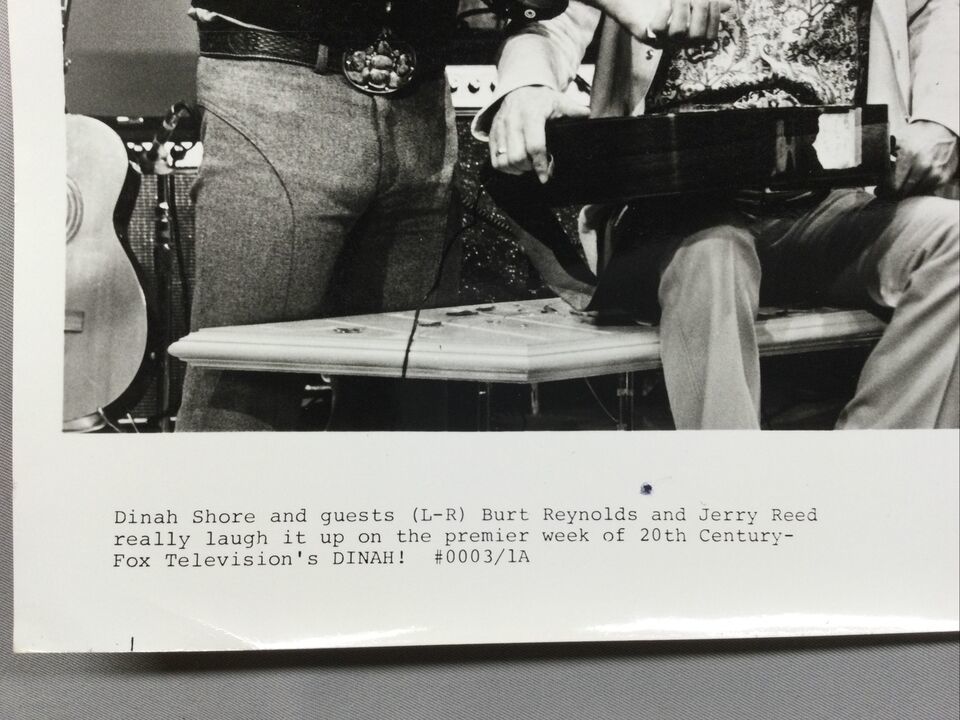 Dinah Shore and guests (L-R) Burt Reynolds and Jerry Reed
really laugh it up on the premier week of 20th Century-
Fox Television's DINAH!  #0003/1A